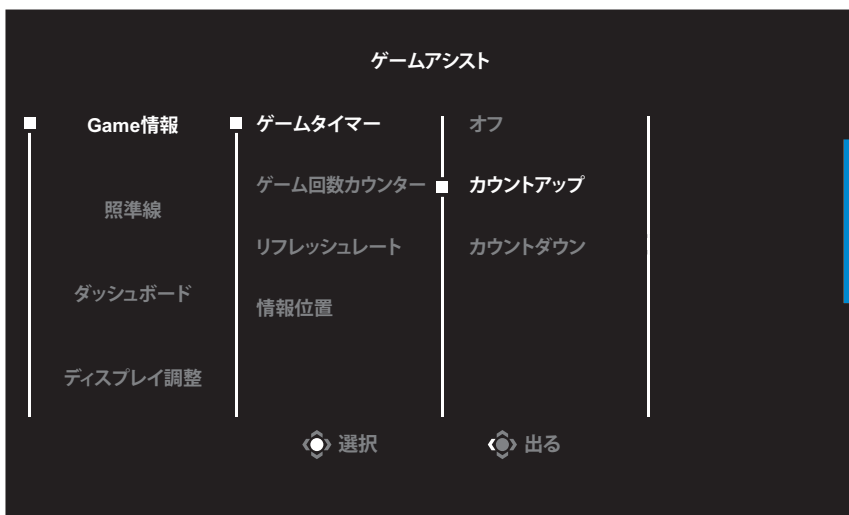 ゲームアシスト
Game情報
ゲームタイマー
オフ
照準線
ゲーム回数カウンター
カウントアップ
リフレッシュレート
カウントダウン
ダッシュボード
情報位置
ディスプレイ調整
選択
出る